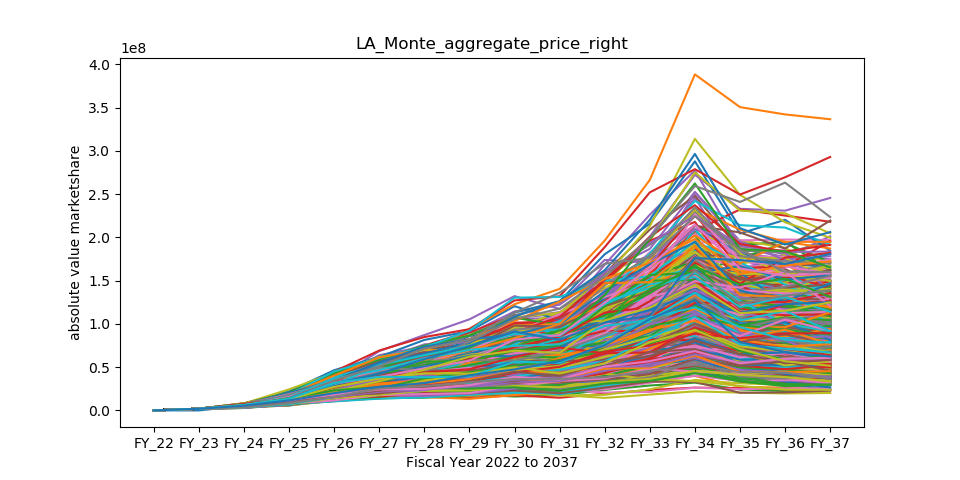 LA_Monte_aggregate_price_right
1e8
4.0
3.5
3.0
2.5
2.0
1.5
1.0
0.5
0.0
absolute value marketshare
FY_22 FY_23 FY_24 FY_25 FY_26 FY_27 FY_28 FY_29 FY_30 FY_31 FY_32 FY_33 FY_34 FY_35 FY_36 FY_37
Fiscal Year 2022 to 2037